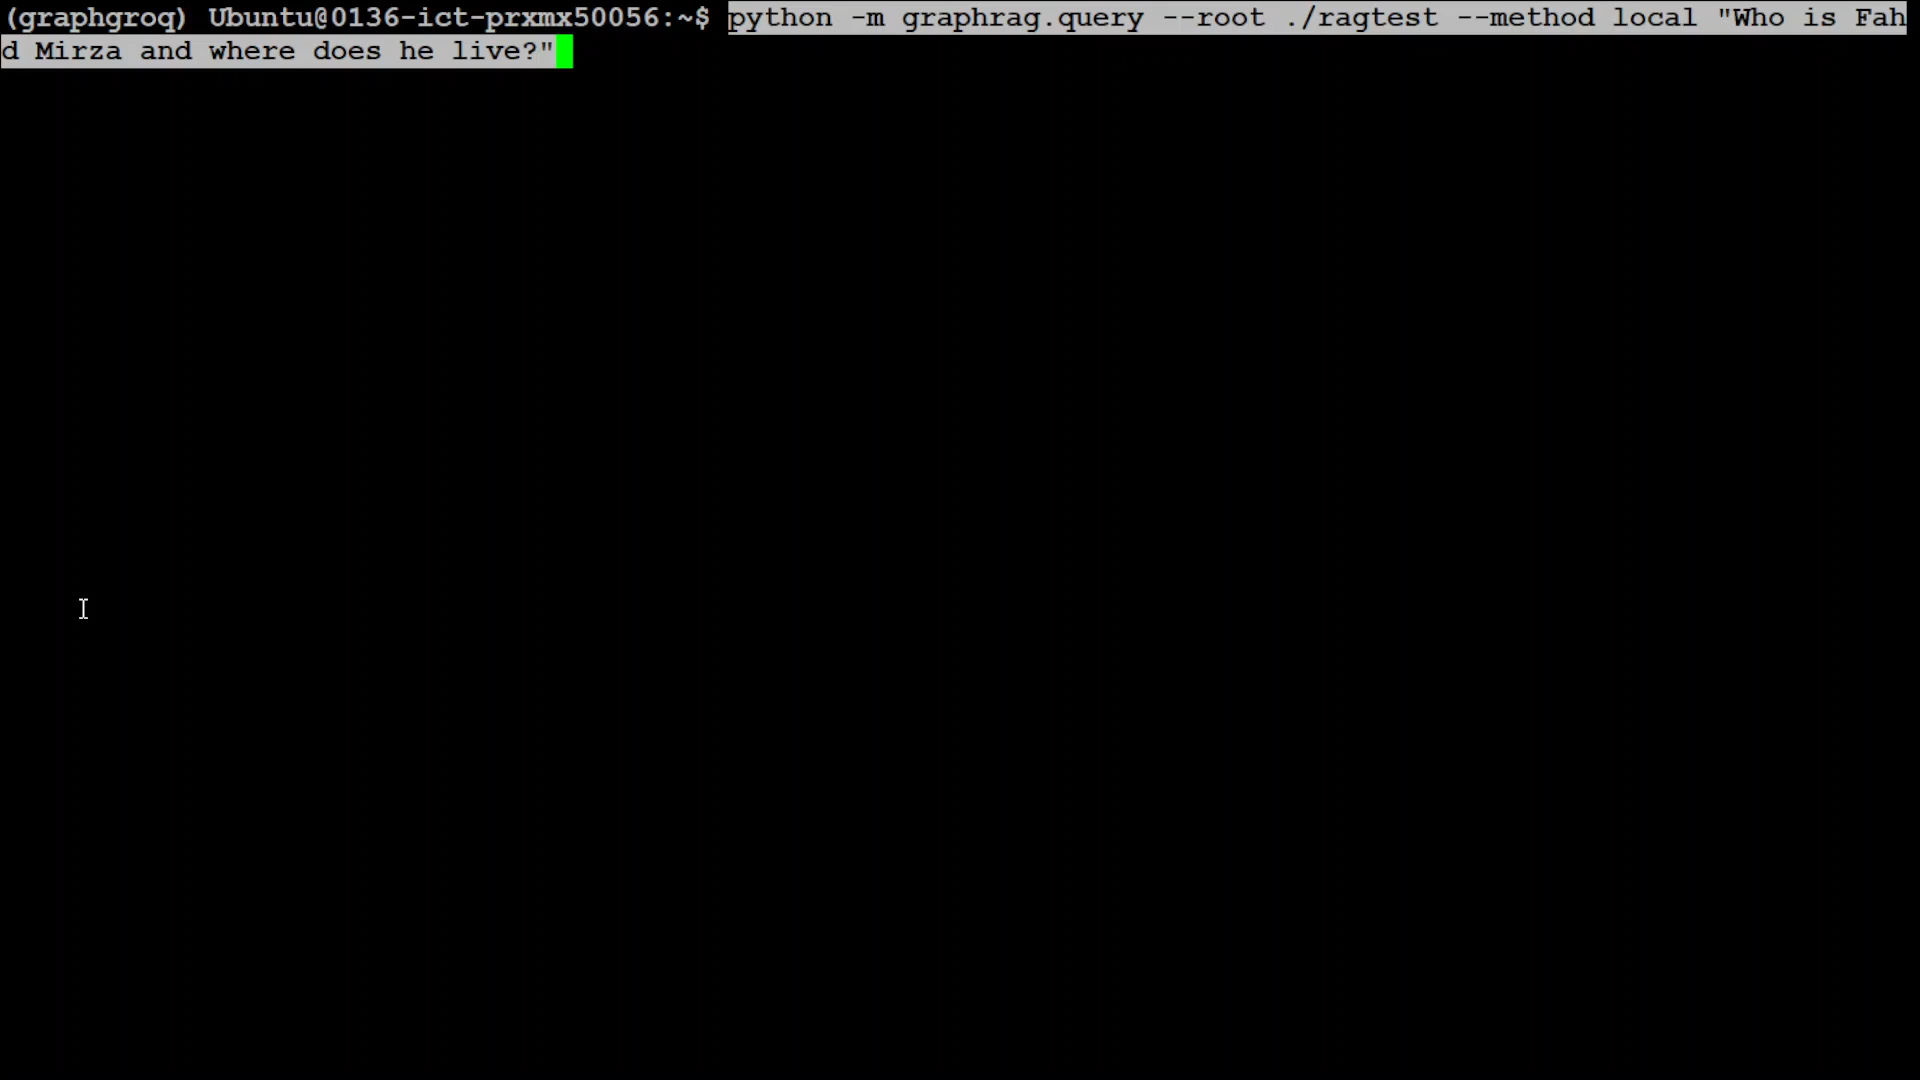 (graphgroq) Ubuntu@0136-ict-prxmx50056:~$ python -m graphrag.query --root ./ragtest --method local "Who is Fah
d Mirza and where does he live?"